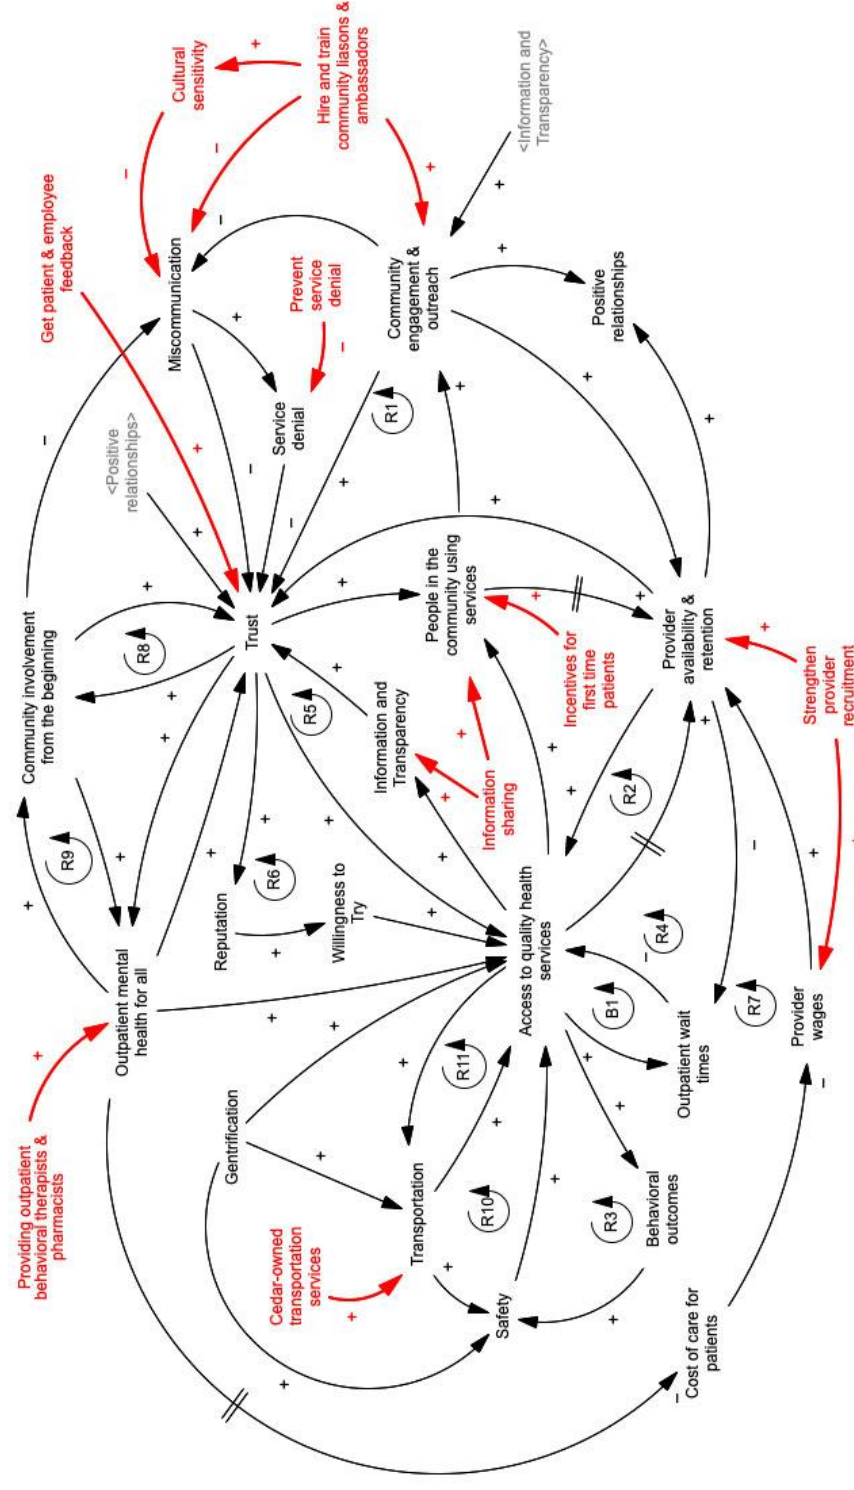 Providing outpatient
behavioral therapists &
pharmacists
+
Outpatient mental
health for all
+
R9
Community involvement
from the beginning
−
Get patient & employee
feedback
Cultural
sensitivity
+
−
−
Miscommunication
−
Hire and train
community liasons &
ambassadors
+
<Positive
relationships>
+
+
R8
+
+
+
+
Trust
−
−
+
Service
denial
Prevent
service
denial
−
Gentrification
Reputation
+
R6
+
+
+
+
R5
Willingness to
Try
+
+
Cedar-owned
transportation
services
+
+
Transportation
+
R11
+
+
Information and
Transparency
+
+
+
+
R1
Community
engagement &
outreach
+
+
<Information and
Transparency>
+
Safety
+
+
R10
+
Access to quality health
services
+
Information
sharing
+
+
People in the
community using
services
+
+
Incentives for
first time
patients
+
+
+
+
Positive
relationships
+
R3
+
+
B1
+
R2
Behavioral
outcomes
−
R4
Outpatient wait
times
−
Cost of care for
patients
Provider
availability &
retention
+
+
−
R7
−
Provider
wages
+
+
Strengthen
provider
recruitment